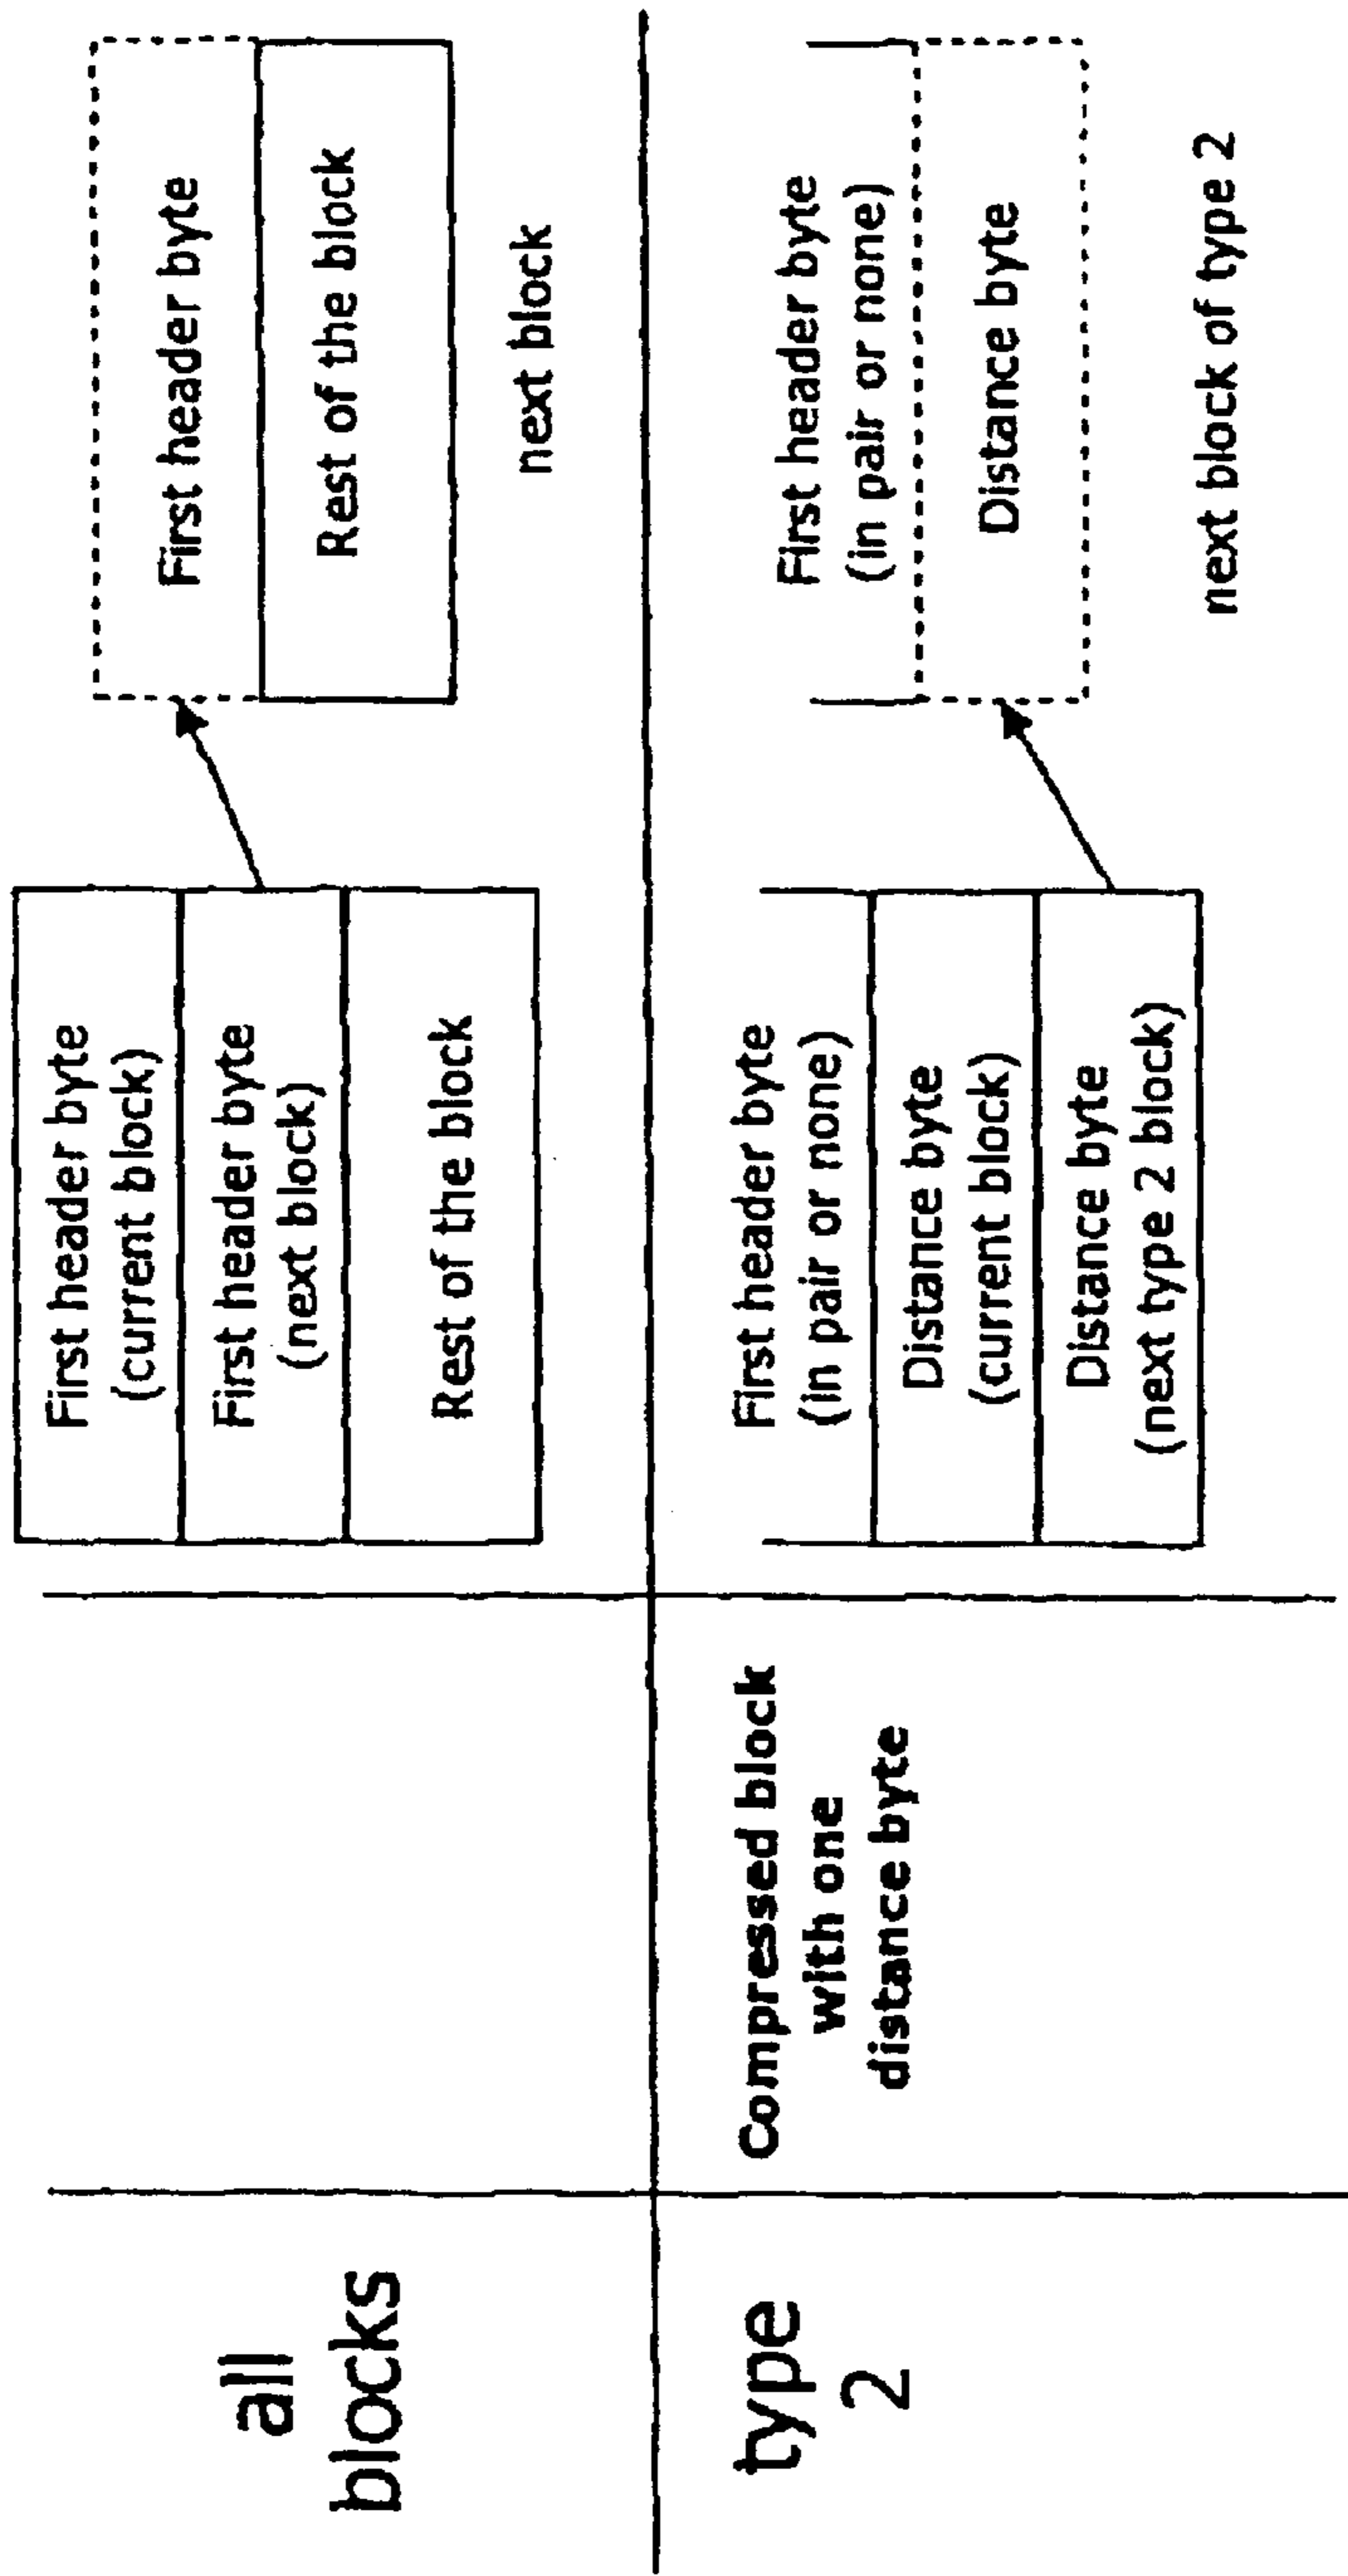 all
blocks
First header byte
(current block)
First header byte
(next block)
Rest of the block
First header byte
Rest of the block
next block
type
2
Compressed block
with one
distance byte
First header byte
(in pair or none)
Distance byte
(current block)
Distance byte
(next type 2 block)
First header byte
(in pair or none)
Distance byte
next block of type 2